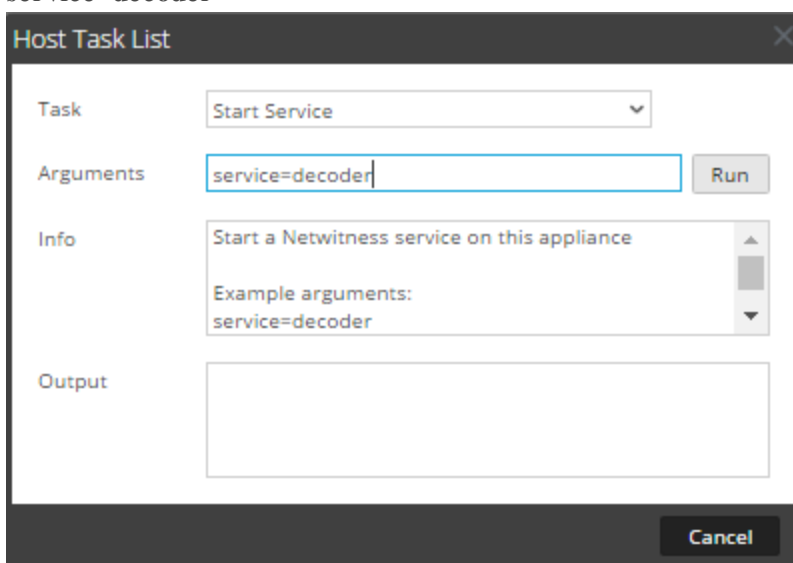 service=decoder
Host Task List
Task
Start Service
Arguments
service=decoder
Run
Info
Start a Netwitness service on this appliance
Example arguments:
service=decoder
Output
Cancel